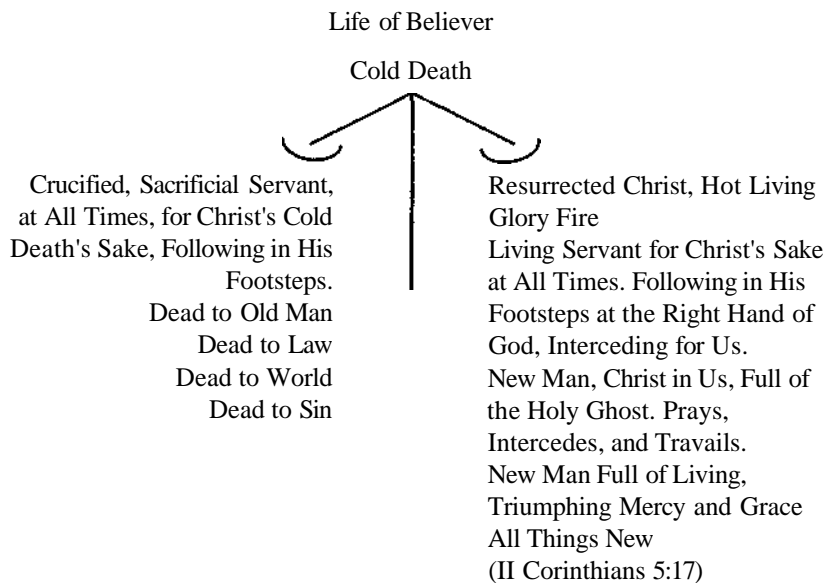 Life of Believer
Cold Death
Crucified, Sacrificial Servant,
at All Times, for Christ's Cold
Death's Sake, Following in His
Footsteps.
Dead to Old Man
Dead to Law
Dead to World
Dead to Sin
Resurrected Christ, Hot Living
Glory Fire
Living Servant for Christ's Sake
at All Times. Following in His
Footsteps at the Right Hand of
God, Interceding for Us.
New Man, Christ in Us, Full of
the Holy Ghost. Prays,
Intercedes, and Travails.
New Man Full of Living,
Triumphing Mercy and Grace
All Things New
(II Corinthians 5:17)